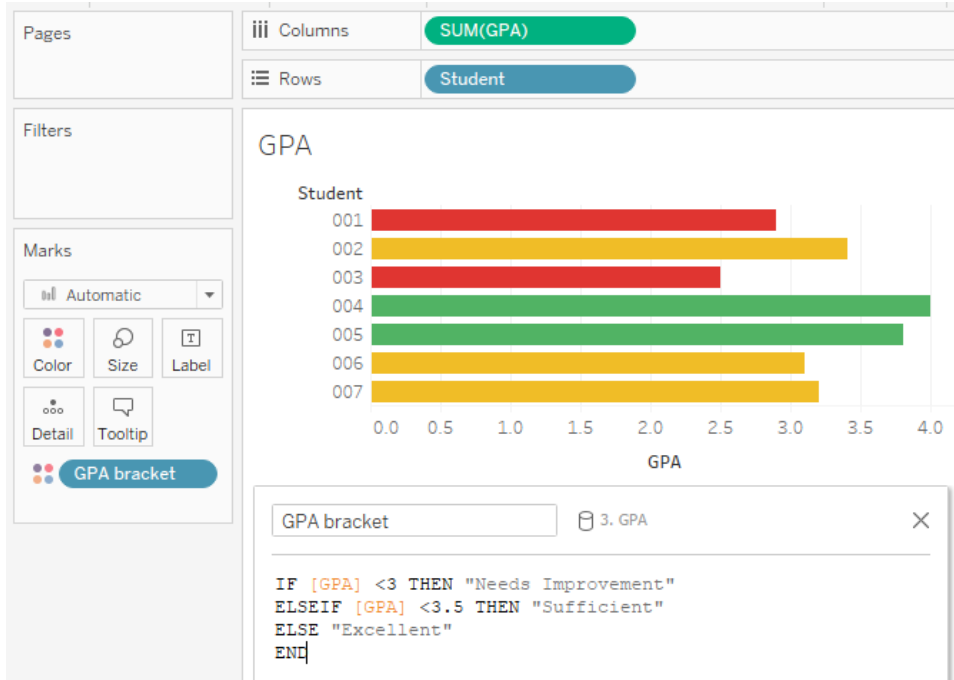 Pages
Columns
SUM(GPA)
Rows
Student
Filters
GPA
Student
001
002
003
004
005
006
007
0.0 0.5 1.0 1.5 2.0 2.5 3.0 3.5 4.0
GPA
Marks
Automatic
Color Size Label
Detail Tooltip
GPA bracket
GPA bracket
3. GPA
IF [GPA] <3 THEN "Needs Improvement"
ELSEIF [GPA] <3.5 THEN "Sufficient"
ELSE "Excellent"
END